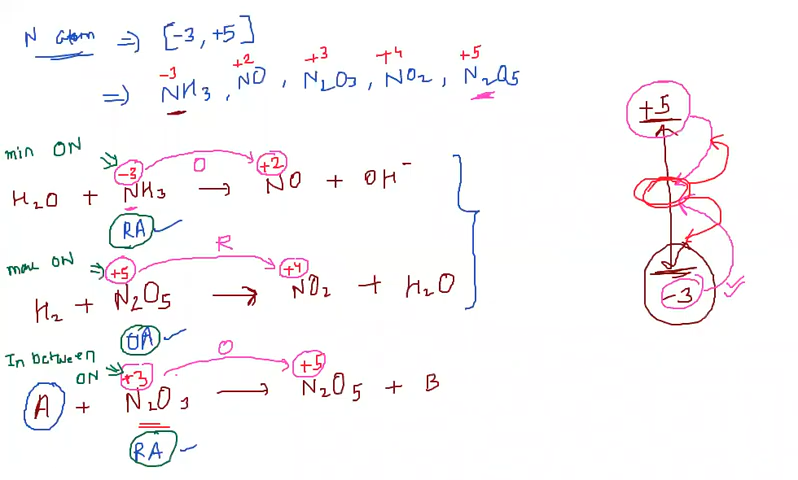 N atom ⇒ [-3, +5]
-3 +2 +3 +4 +5
⇒ NH3, NO, N2O3, NO2, N2O5
min ON
-3 O +2
H2O + NH3 → NO + OH⁻
RA
max ON
+5 R +4
H2 + N2O5 → NO2 + H2O
OA
In between
ON
+3 O +5
A + N2O3 → N2O5 + B
RA
+5
-3